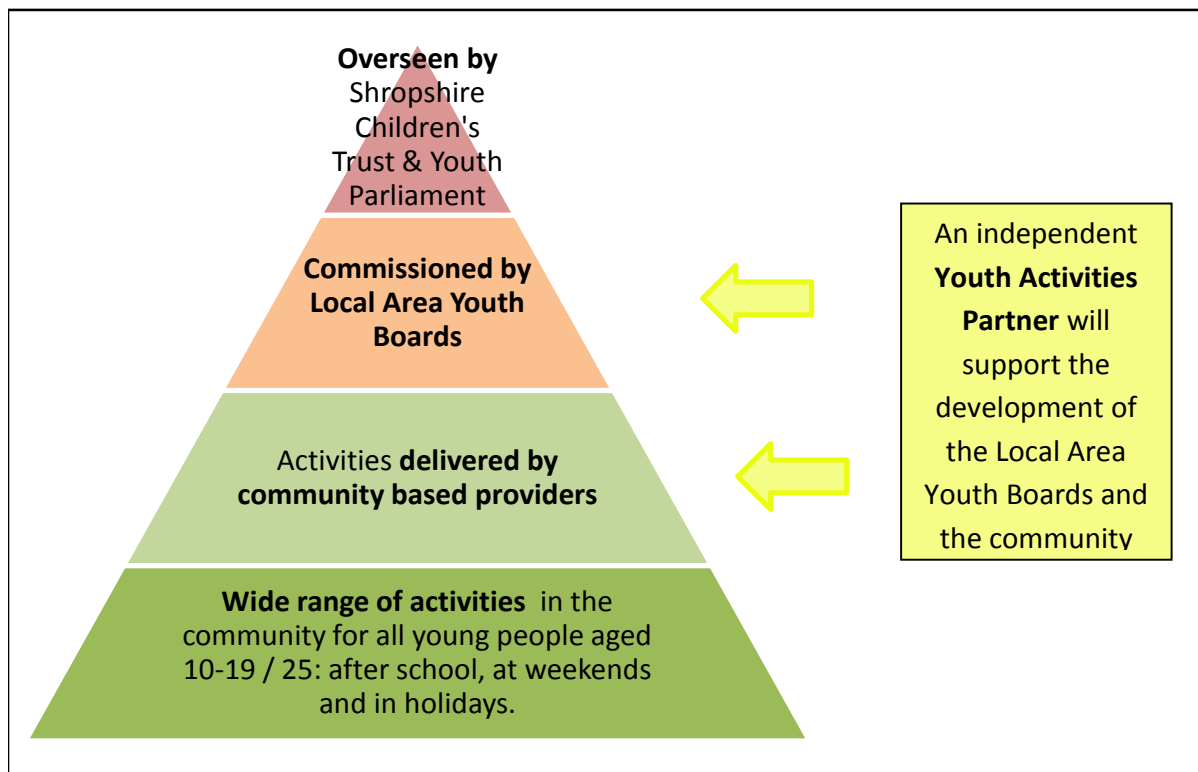 Overseen by
Shropshire
Children's
Trust & Youth
Parliament
Commissioned by
Local Area Youth
Boards
Activities delivered by
community based providers
Wide range of activities in the
community for all young people aged
10-19 / 25: after school, at weekends
and in holidays.
An independent
Youth Activities
Partner will
support the
development of
the Local Area
Youth Boards and
the community